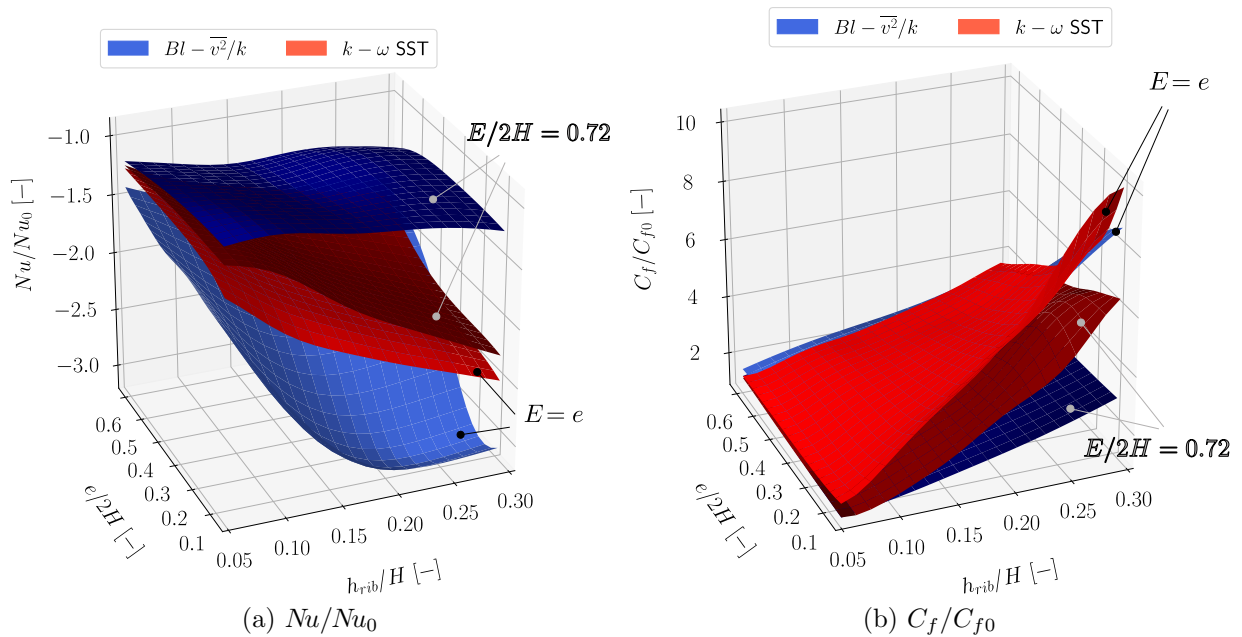 Bl − v²/k k − ω SST
E/2H = 0.72
Nu/Nu₀ [−]
−1.0
−1.5
−2.0
−2.5
−3.0
E = e
0.6
0.5
0.4
0.3
0.2
0.1
e/2H [−]
0.05
0.10
0.15
0.20
0.25
0.30
h_rib/H [−]
(a) Nu/Nu₀
Bl − v²/k k − ω SST
E = e
C_f/C_f0 [−]
10
8
6
4
2
E/2H = 0.72
0.6
0.5
0.4
0.3
0.2
0.1
e/2H [−]
0.05
0.10
0.15
0.20
0.25
0.30
h_rib/H [−]
(b) C_f/C_f0